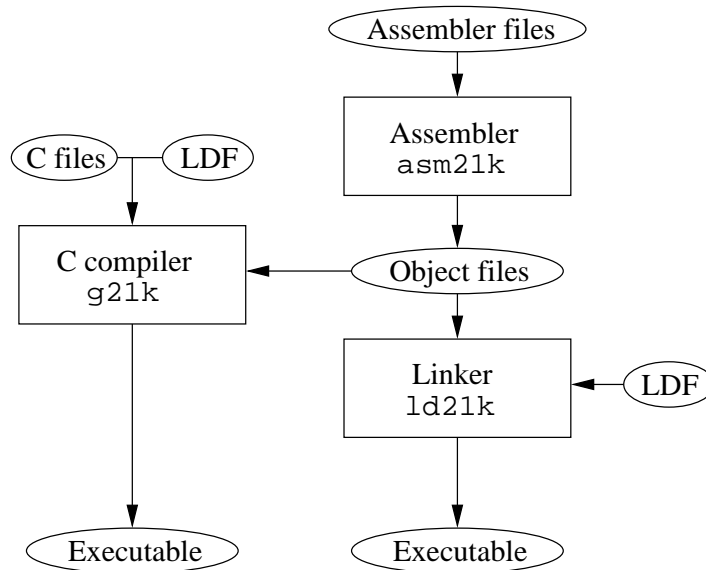 Assembler files
Assembler
asm21k
C files
LDF
C compiler
g21k
Object files
Linker
ld21k
LDF
Executable
Executable